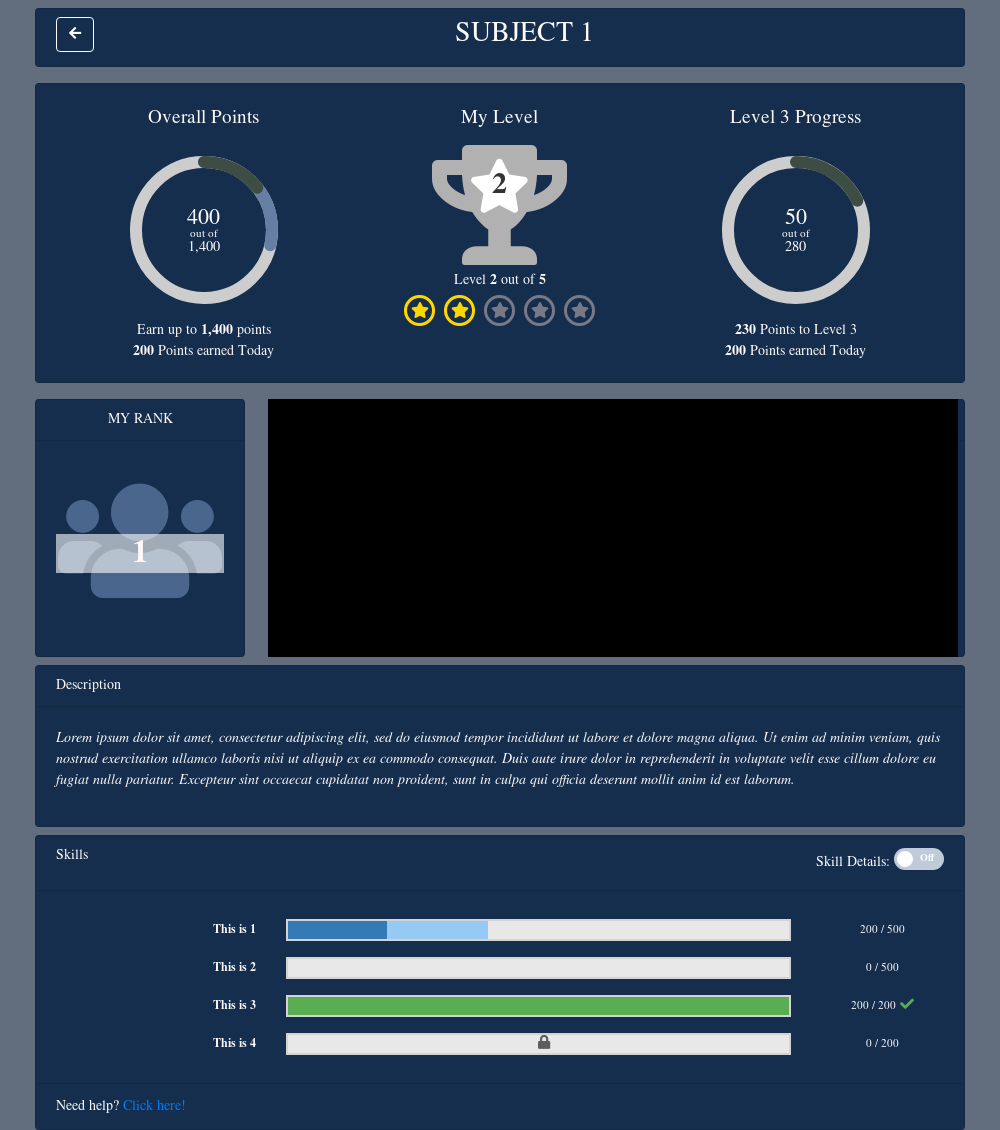 SUBJECT 1
Overall Points
My Level
Level 3 Progress
400
out of
1,400
2
50
out of
280
Level 2 out of 5
Earn up to 1,400 points
200 Points earned Today
230 Points to Level 3
200 Points earned Today
MY RANK
1
Description
Lorem ipsum dolor sit amet, consectetur adipiscing elit, sed do eiusmod tempor incididunt ut labore et dolore magna aliqua. Ut enim ad minim veniam, quis
nostrud exercitation ullamco laboris nisi ut aliquip ex ea commodo consequat. Duis aute irure dolor in reprehenderit in voluptate velit esse cillum dolore eu
fugiat nulla pariatur. Excepteur sint occaecat cupidatat non proident, sunt in culpa qui officia deserunt mollit anim id est laborum.
Skills
Skill Details: Off
This is 1 200 / 500
This is 2 0 / 500
This is 3 200 / 200
This is 4 0 / 200
Need help? Click here!